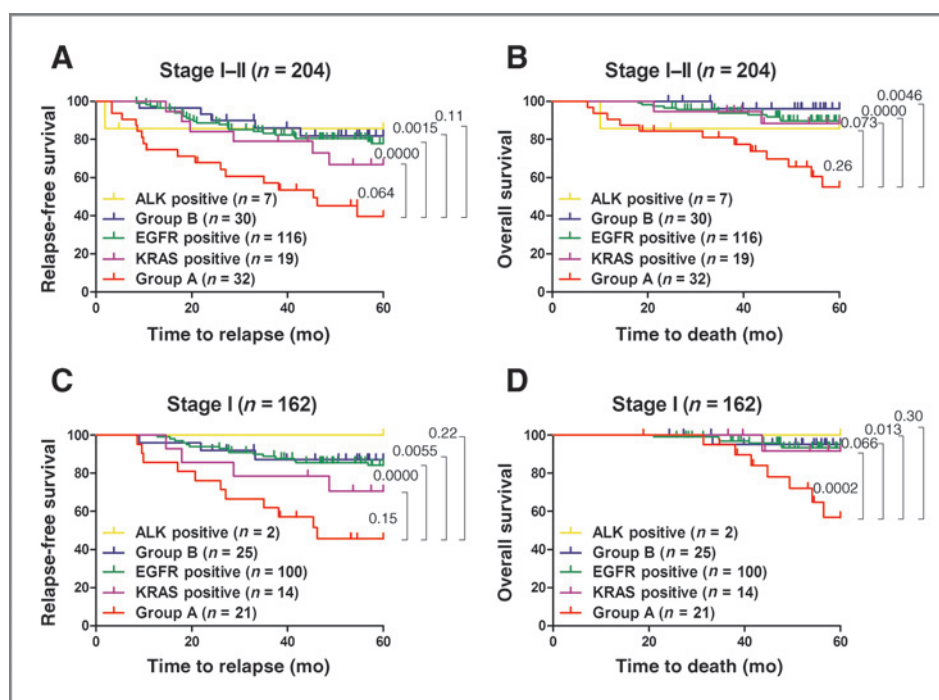 A
Stage I–II (n = 204)
Relapse-free survival
100
80
60
40
20
0
0.11
0.0015
0.0000
0.064
ALK positive (n = 7)
Group B (n = 30)
EGFR positive (n = 116)
KRAS positive (n = 19)
Group A (n = 32)
0
20
40
60
Time to relapse (mo)
B
Stage I–II (n = 204)
Overall survival
100
80
60
40
20
0
0.0046
0.0000
0.073
0.26
ALK positive (n = 7)
Group B (n = 30)
EGFR positive (n = 116)
KRAS positive (n = 19)
Group A (n = 32)
0
20
40
60
Time to death (mo)
C
Stage I (n = 162)
Relapse-free survival
100
80
60
40
20
0
0.22
0.0055
0.0000
0.15
ALK positive (n = 2)
Group B (n = 25)
EGFR positive (n = 100)
KRAS positive (n = 14)
Group A (n = 21)
0
20
40
60
Time to relapse (mo)
D
Stage I (n = 162)
Overall survival
100
80
60
40
20
0
0.30
0.013
0.066
0.0002
ALK positive (n = 2)
Group B (n = 25)
EGFR positive (n = 100)
KRAS positive (n = 14)
Group A (n = 21)
0
20
40
60
Time to death (mo)